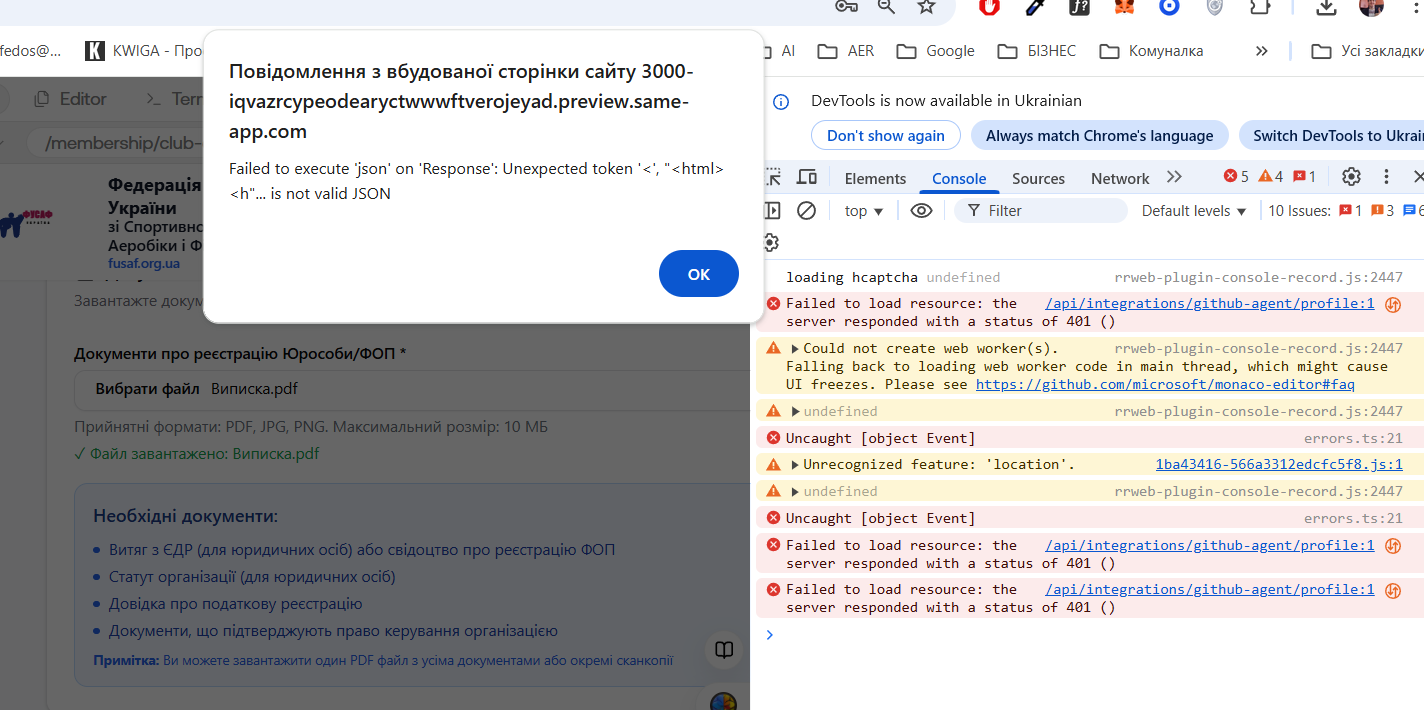 fedos@...
K
KWIGA - Про
AI
AER
Google
БІЗНЕС
Комуналка
»
Усі закладки
Editor
>_ Terr
/membership/club-
Повідомлення з вбудованої сторінки сайту 3000-
iqvazrcypeodearyctwwwftverojeyad.preview.same-
app.com
Failed to execute 'json' on 'Response': Unexpected token '<', "<html>
<h"... is not valid JSON
OK
Федерація
України
зі Спортивно
Аеробіки і Ф
fusaf.org.ua
ФУСАФ
Завантажте докум
Документи про реєстрацію Юрособи/ФОП *
Вибрати файл Виписка.pdf
Прийнятні формати: PDF, JPG, PNG. Максимальний розмір: 10 МБ
✓ Файл завантажено: Виписка.pdf
Необхідні документи:
• Витяг з ЄДР (для юридичних осіб) або свідоцтво про реєстрацію ФОП
• Статут організації (для юридичних осіб)
• Довідка про податкову реєстрацію
• Документи, що підтверджують право керування організацією
Примітка: Ви можете завантажити один PDF файл з усіма документами або окремі сканкопії
DevTools is now available in Ukrainian
Don't show again
Always match Chrome's language
Switch DevTools to Ukrai
Elements
Console
Sources
Network
»
5
4
1
top
Filter
Default levels
10 Issues:
1
3
6
loading hcaptcha undefined rrweb-plugin-console-record.js:2447
Failed to load resource: the /api/integrations/github-agent/profile:1
server responded with a status of 401 ()
Could not create web worker(s). rrweb-plugin-console-record.js:2447
Falling back to loading web worker code in main thread, which might cause
UI freezes. Please see https://github.com/microsoft/monaco-editor#faq
undefined rrweb-plugin-console-record.js:2447
Uncaught [object Event] errors.ts:21
Unrecognized feature: 'location'. 1ba43416-566a3312edcfc5f8.js:1
undefined rrweb-plugin-console-record.js:2447
Uncaught [object Event] errors.ts:21
Failed to load resource: the /api/integrations/github-agent/profile:1
server responded with a status of 401 ()
Failed to load resource: the /api/integrations/github-agent/profile:1
server responded with a status of 401 ()